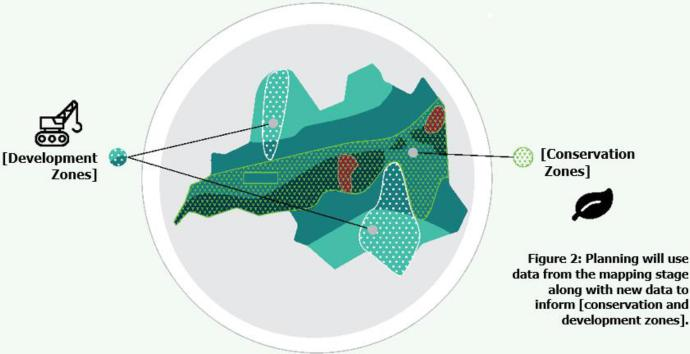 [Development
Zones]
[Conservation
Zones]
Figure 2: Planning will use
data from the mapping stage
along with new data to
inform [conservation and
development zones].